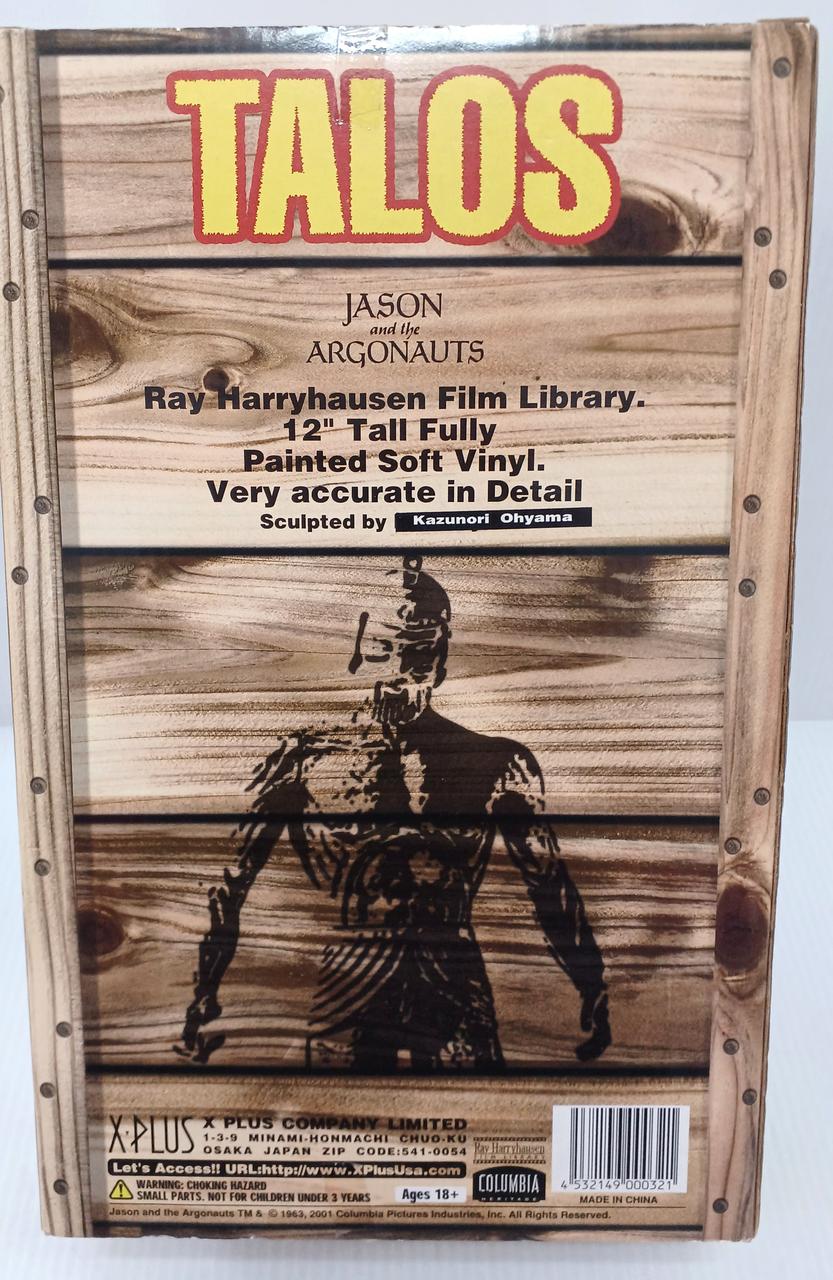 TALOS
JASON
and the
ARGONAUTS
Ray Harryhausen Film Library.
12" Tall Fully
Painted Soft Vinyl.
Very accurate in Detail
Sculpted by Kazunori Ohyama
X·PLUS X PLUS COMPANY LIMITED
1-3-9 MINAMI-HONMACHI CHUO-KU
OSAKA JAPAN ZIP CODE:541-0054
Let's Access!! URL:http://www.XPlusUsa.com
WARNING: CHOKING HAZARD
SMALL PARTS. NOT FOR CHILDREN UNDER 3 YEARS
Ages 18+
Ray Harryhausen
FILM LIBRARY
COLUMBIA
HERITAGE
4 532149 000321
MADE IN CHINA
Jason and the Argonauts TM & © 1963, 2001 Columbia Pictures Industries, Inc. All Rights Reserved.